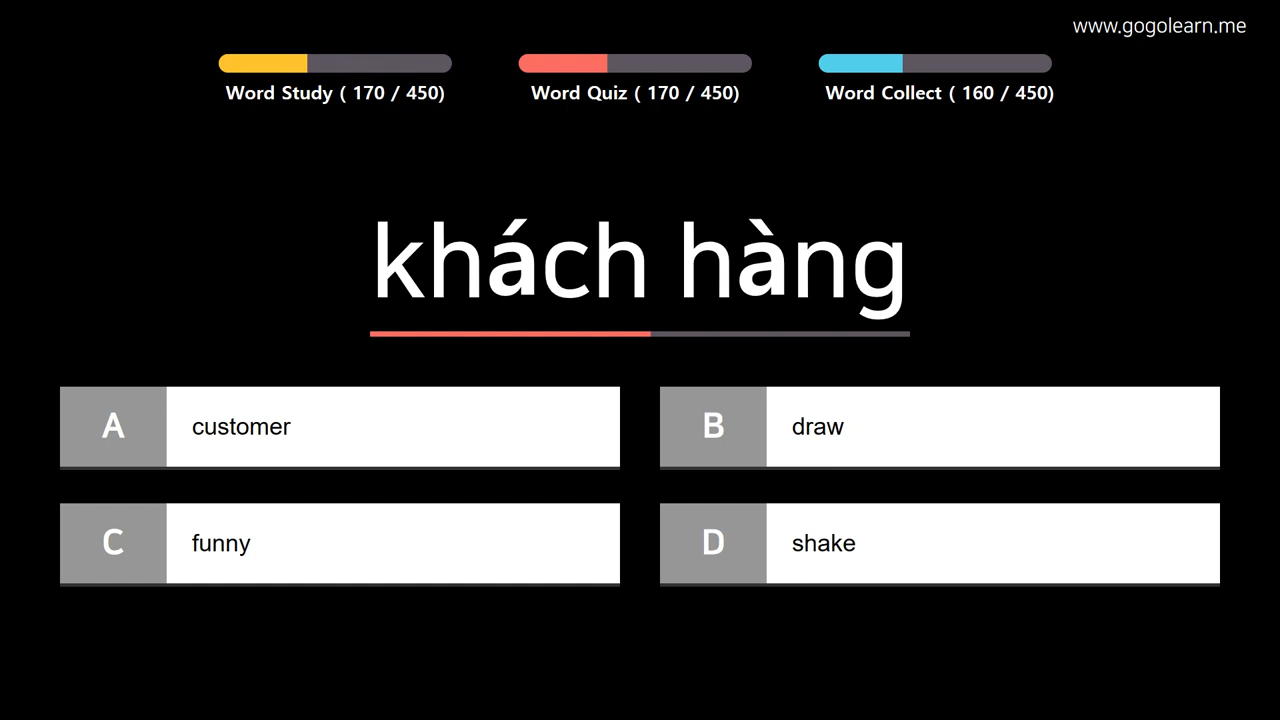 www.gogolearn.me
Word Study ( 170 / 450)
Word Quiz ( 170 / 450)
Word Collect ( 160 / 450)
khách hàng
A customer
B draw
C funny
D shake